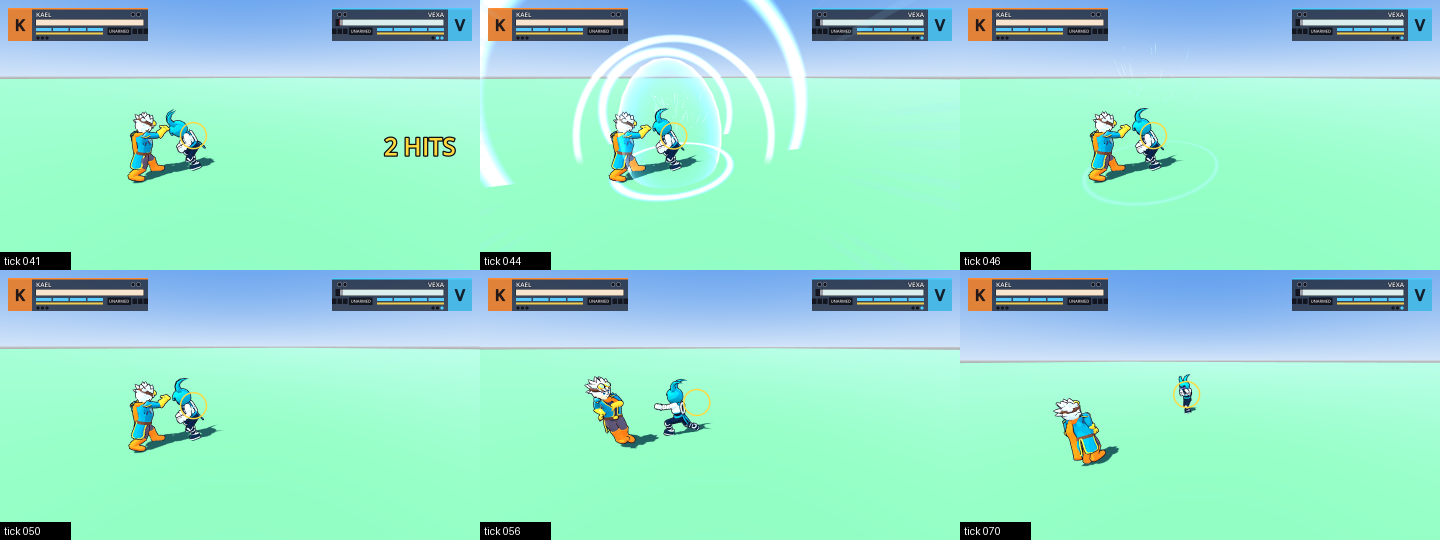 K KAEL UNARMED
VEXA UNARMED V
2 HITS
tick 041
K KAEL UNARMED
VEXA UNARMED V
tick 044
K KAEL UNARMED
VEXA UNARMED V
tick 046
K KAEL UNARMED
VEXA UNARMED V
tick 050
K KAEL UNARMED
VEXA UNARMED V
tick 056
K KAEL UNARMED
VEXA UNARMED V
tick 070